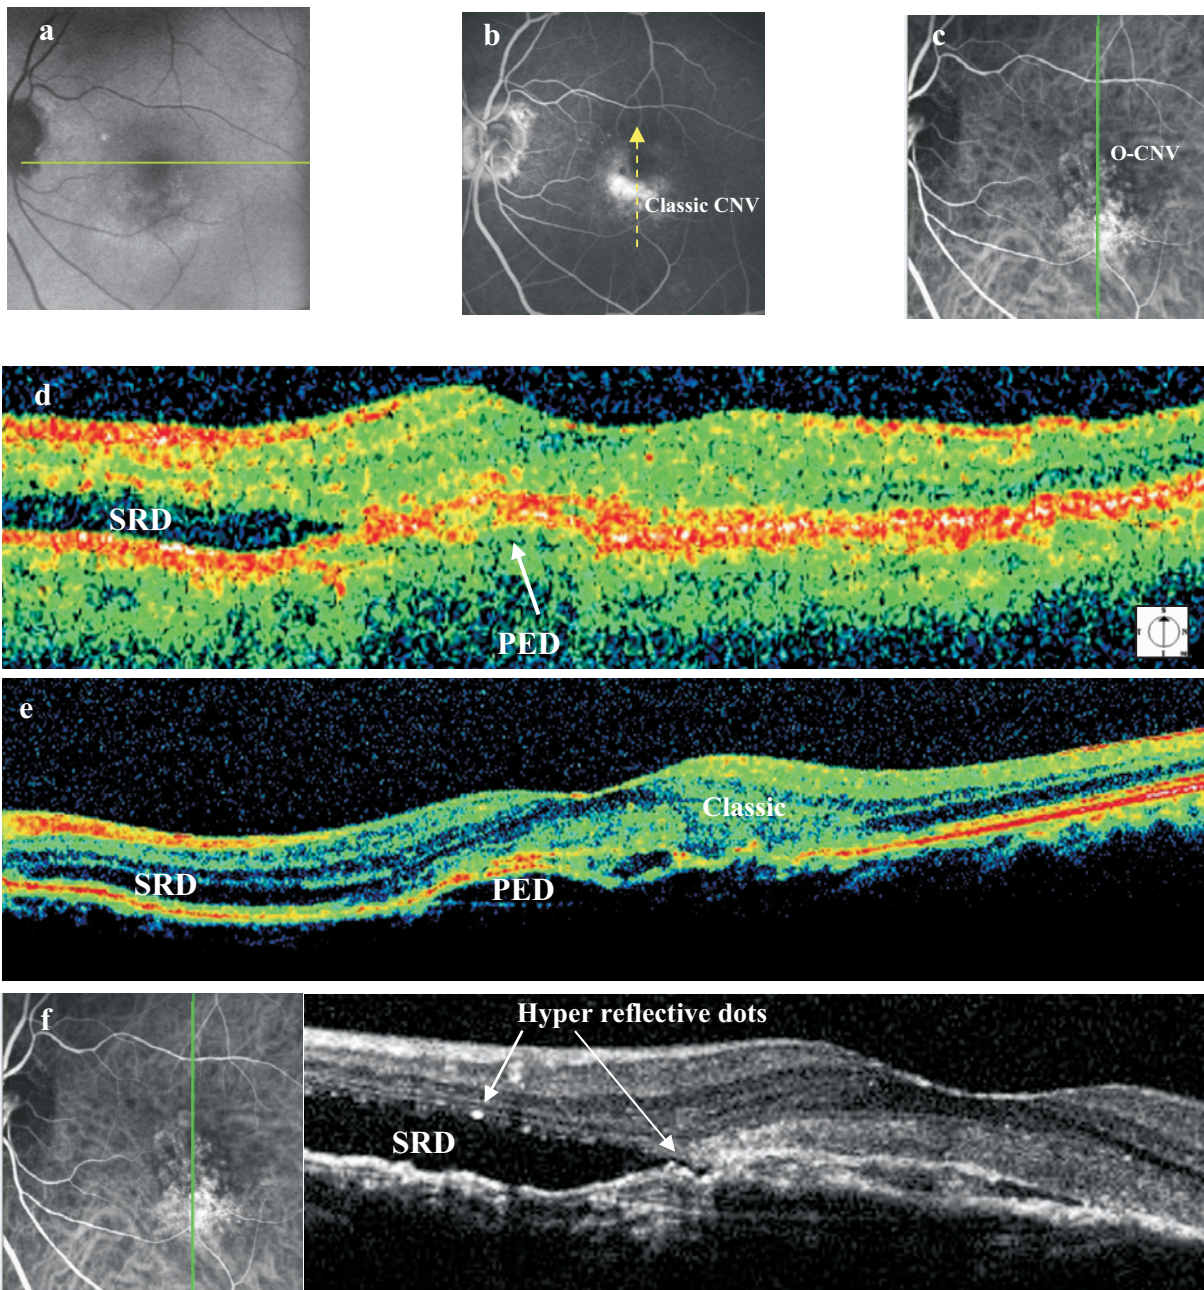 a
b
Classic CNV
c
O-CNV
d
SRD
PED
S
T N
I
e
Classic
SRD
PED
f
Hyper reflective dots
SRD